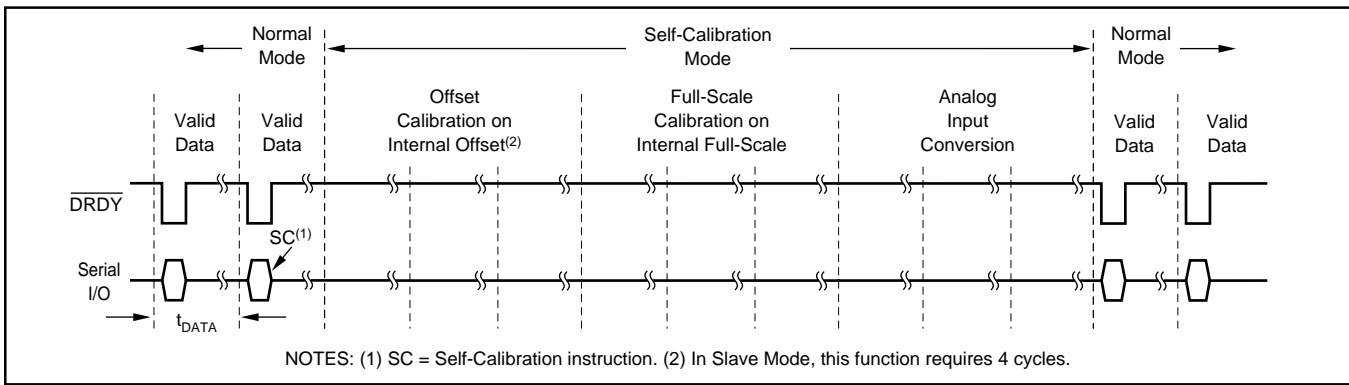 Normal
Mode
Self-Calibration
Mode
Normal
Mode
Valid
Data
Valid
Data
Offset
Calibration on
Internal Offset(2)
Full-Scale
Calibration on
Internal Full-Scale
Analog
Input
Conversion
Valid
Data
Valid
Data
DRDY
SC(1)
Serial
I/O
tDATA
NOTES: (1) SC = Self-Calibration instruction. (2) In Slave Mode, this function requires 4 cycles.